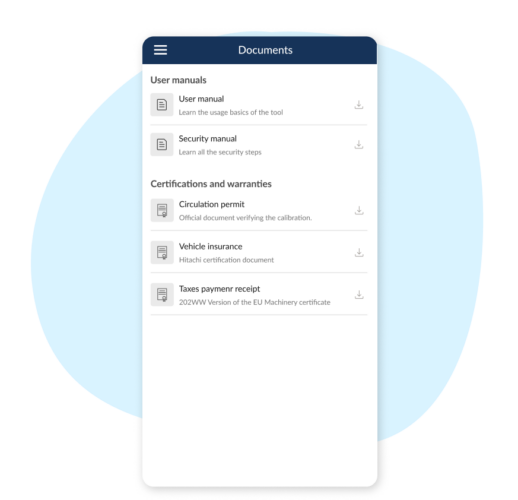 Documents
User manuals
User manual
Learn the usage basics of the tool
Security manual
Learn all the security steps
Certifications and warranties
Circulation permit
Official document verifying the calibration.
Vehicle insurance
Hitachi certification document
Taxes paymenr receipt
202WW Version of the EU Machinery certificate